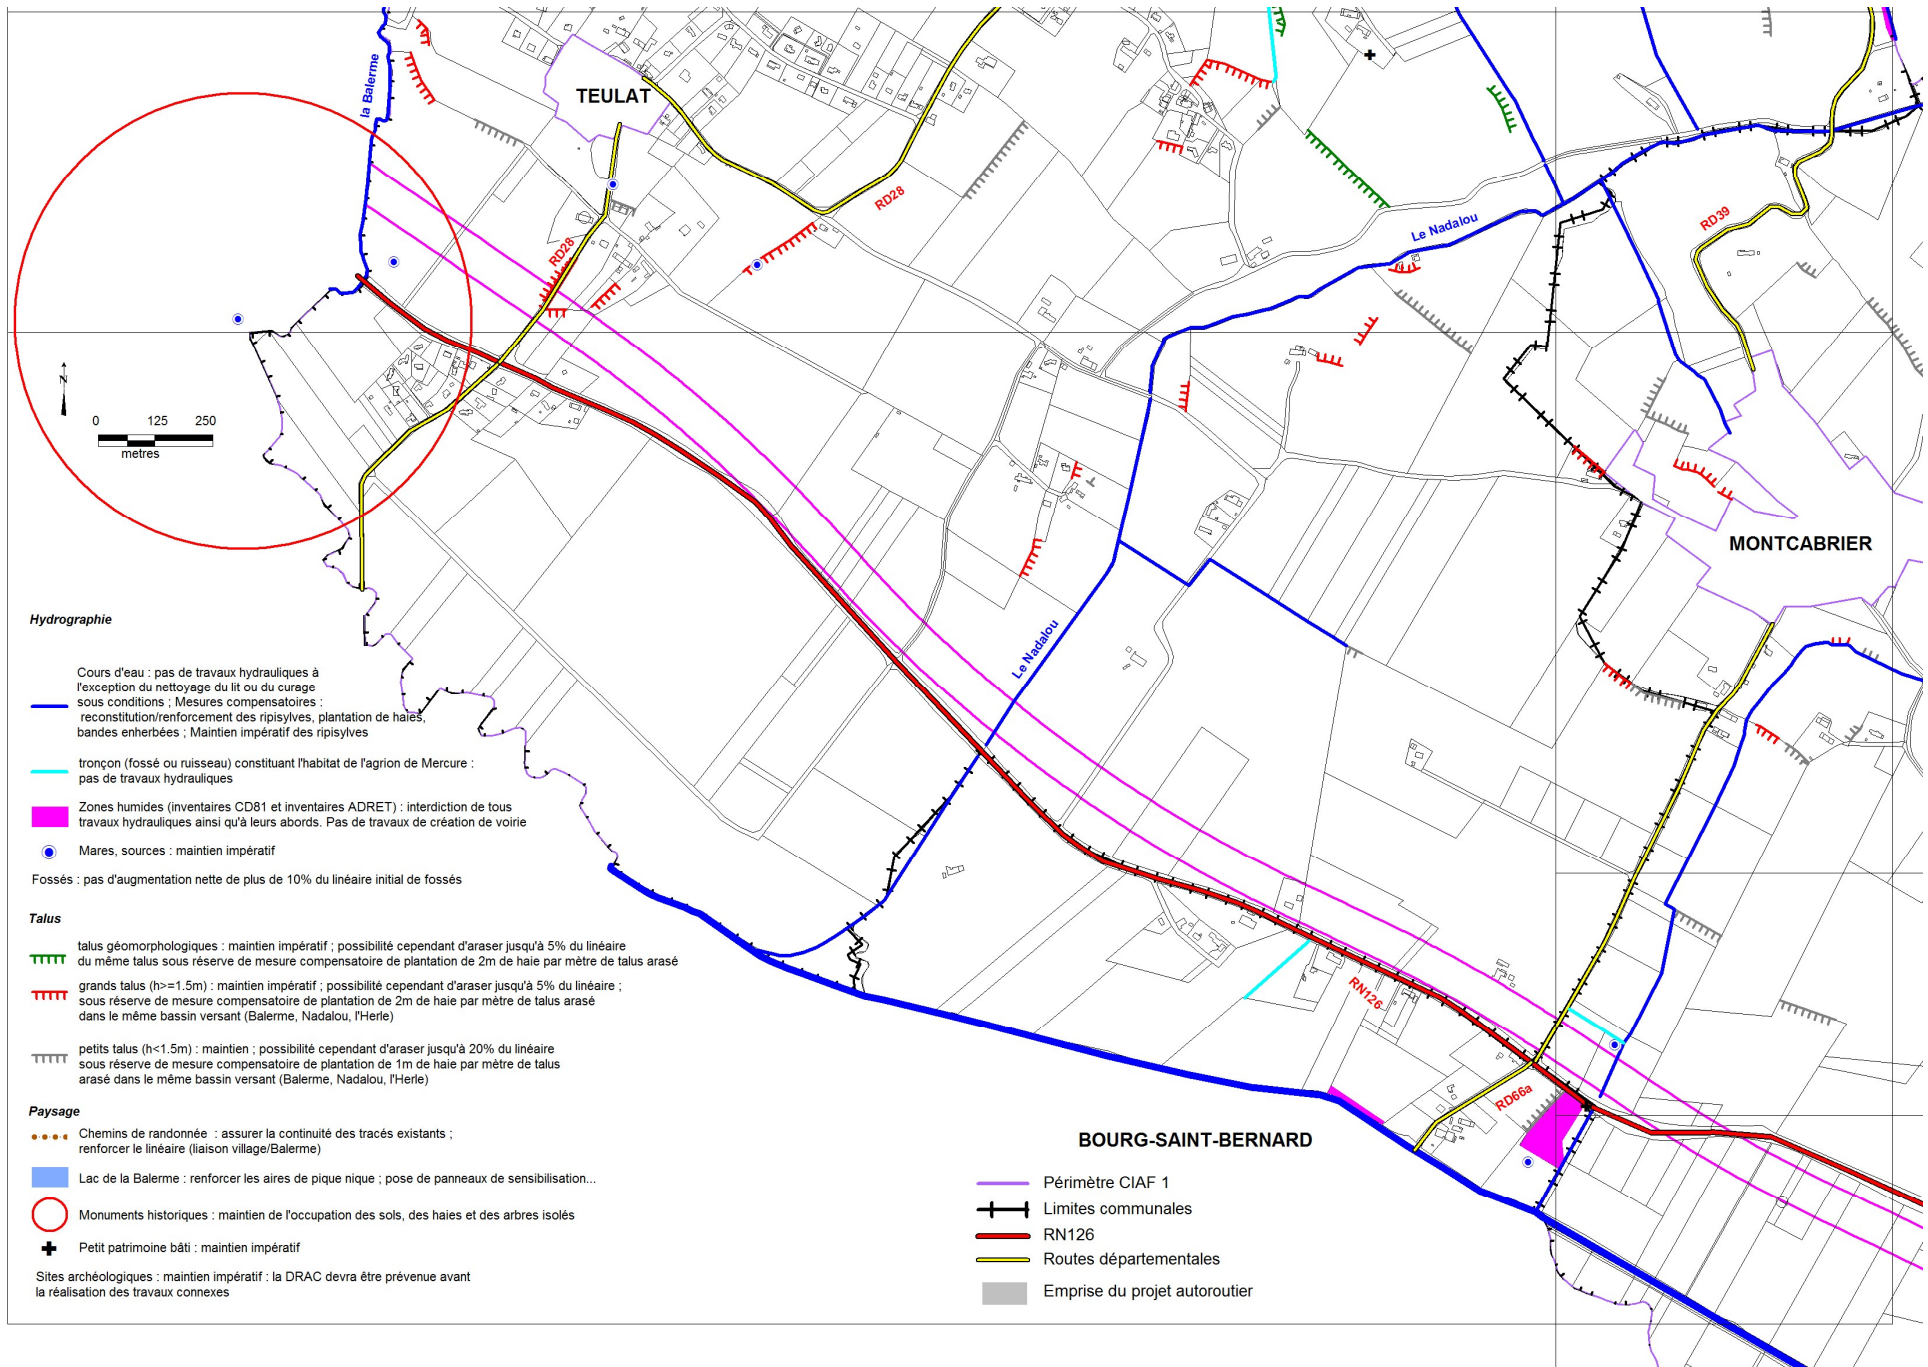 la Balerme
TEULAT
RD28
RD28
Le Nadalou
RD39
N
0 125 250
metres
MONTCABRIER
Le Nadalou
Hydrographie
Cours d'eau : pas de travaux hydrauliques à
l'exception du nettoyage du lit ou du curage
sous conditions ; Mesures compensatoires :
reconstitution/renforcement des ripisylves, plantation de haies,
bandes enherbées ; Maintien impératif des ripisylves
tronçon (fossé ou ruisseau) constituant l'habitat de l'agrion de Mercure :
pas de travaux hydrauliques
Zones humides (inventaires CD81 et inventaires ADRET) : interdiction de tous
travaux hydrauliques ainsi qu'à leurs abords. Pas de travaux de création de voirie
Mares, sources : maintien impératif
Fossés : pas d'augmentation nette de plus de 10% du linéaire initial de fossés
Talus
talus géomorphologiques : maintien impératif ; possibilité cependant d'araser jusqu'à 5% du linéaire
du même talus sous réserve de mesure compensatoire de plantation de 2m de haie par mètre de talus arasé
grands talus (h>=1.5m) : maintien impératif ; possibilité cependant d'araser jusqu'à 5% du linéaire ;
sous réserve de mesure compensatoire de plantation de 2m de haie par mètre de talus arasé
dans le même bassin versant (Balerme, Nadalou, l'Herle)
petits talus (h<1.5m) : maintien ; possibilité cependant d'araser jusqu'à 20% du linéaire
sous réserve de mesure compensatoire de plantation de 1m de haie par mètre de talus
arasé dans le même bassin versant (Balerme, Nadalou, l'Herle)
Paysage
Chemins de randonnée : assurer la continuité des tracés existants ;
renforcer le linéaire (liaison village/Balerme)
Lac de la Balerme : renforcer les aires de pique nique ; pose de panneaux de sensibilisation...
Monuments historiques : maintien de l'occupation des sols, des haies et des arbres isolés
Petit patrimoine bâti : maintien impératif
Sites archéologiques : maintien impératif : la DRAC devra être prévenue avant
la réalisation des travaux connexes
RN126
RD66a
BOURG-SAINT-BERNARD
Périmètre CIAF 1
Limites communales
RN126
Routes départementales
Emprise du projet autoroutier